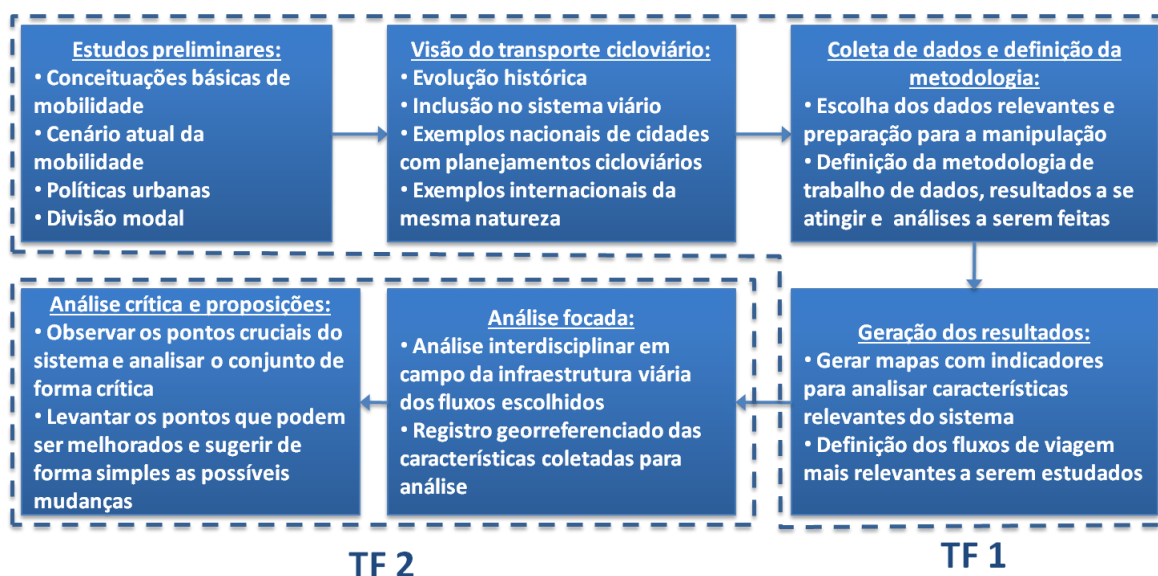 Estudos preliminares:
• Conceituações básicas de
mobilidade
• Cenário atual da
mobilidade
• Políticas urbanas
• Divisão modal
Visão do transporte cicloviário:
• Evolução histórica
• Inclusão no sistema viário
• Exemplos nacionais de cidades
com planejamentos cicloviários
• Exemplos internacionais da
mesma natureza
Coleta de dados e definição da
metodologia:
• Escolha dos dados relevantes e
preparação para a manipulação
• Definição da metodologia de
trabalho de dados, resultados a se
atingir e análises a serem feitas
Geração dos resultados:
• Gerar mapas com indicadores
para analisar características
relevantes do sistema
• Definição dos fluxos de viagem
mais relevantes a serem estudados
Análise focada:
• Análise interdisciplinar em
campo da infraestrutura viária
dos fluxos escolhidos
• Registro georreferenciado das
características coletadas para
análise
Análise crítica e proposições:
• Observar os pontos cruciais do
sistema e analisar o conjunto de
forma crítica
• Levantar os pontos que podem
ser melhorados e sugerir de
forma simples as possíveis
mudanças
TF 2
TF 1